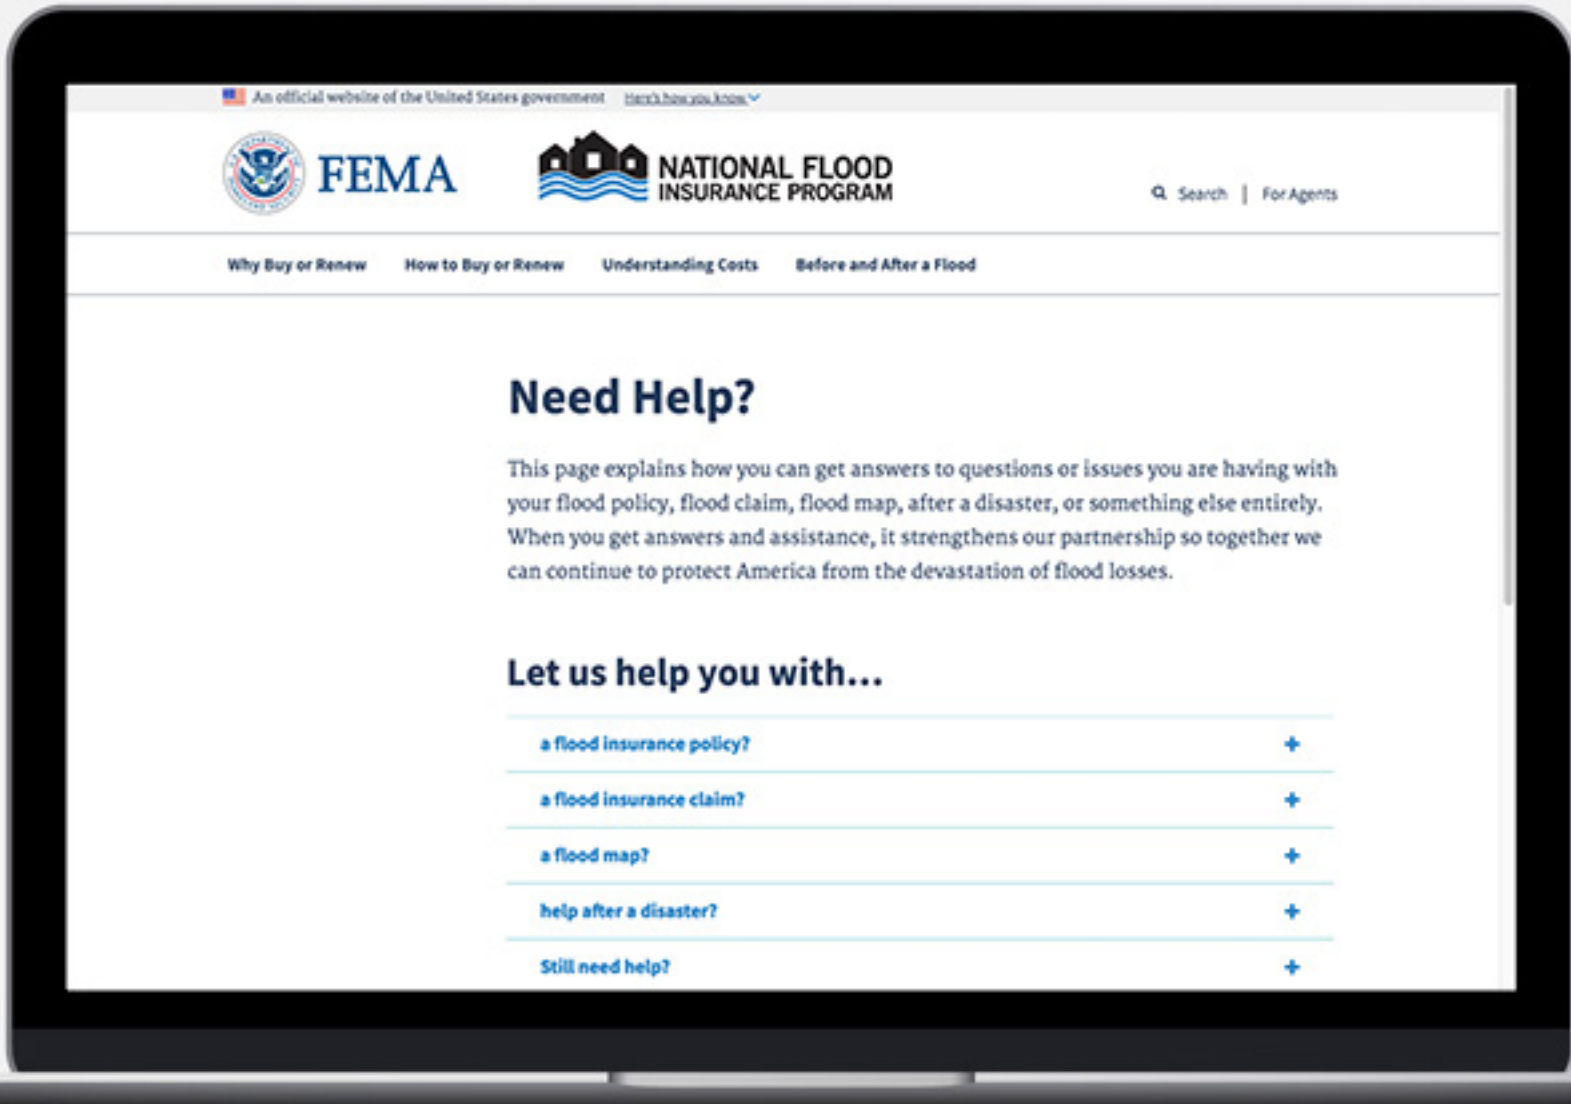 An official website of the United States government Here's how you know
FEMA
NATIONAL FLOOD
INSURANCE PROGRAM
Search | For Agents
Why Buy or Renew How to Buy or Renew Understanding Costs Before and After a Flood
Need Help?
This page explains how you can get answers to questions or issues you are having with
your flood policy, flood claim, flood map, after a disaster, or something else entirely.
When you get answers and assistance, it strengthens our partnership so together we
can continue to protect America from the devastation of flood losses.
Let us help you with...
a flood insurance policy? +
a flood insurance claim? +
a flood map? +
help after a disaster? +
Still need help? +